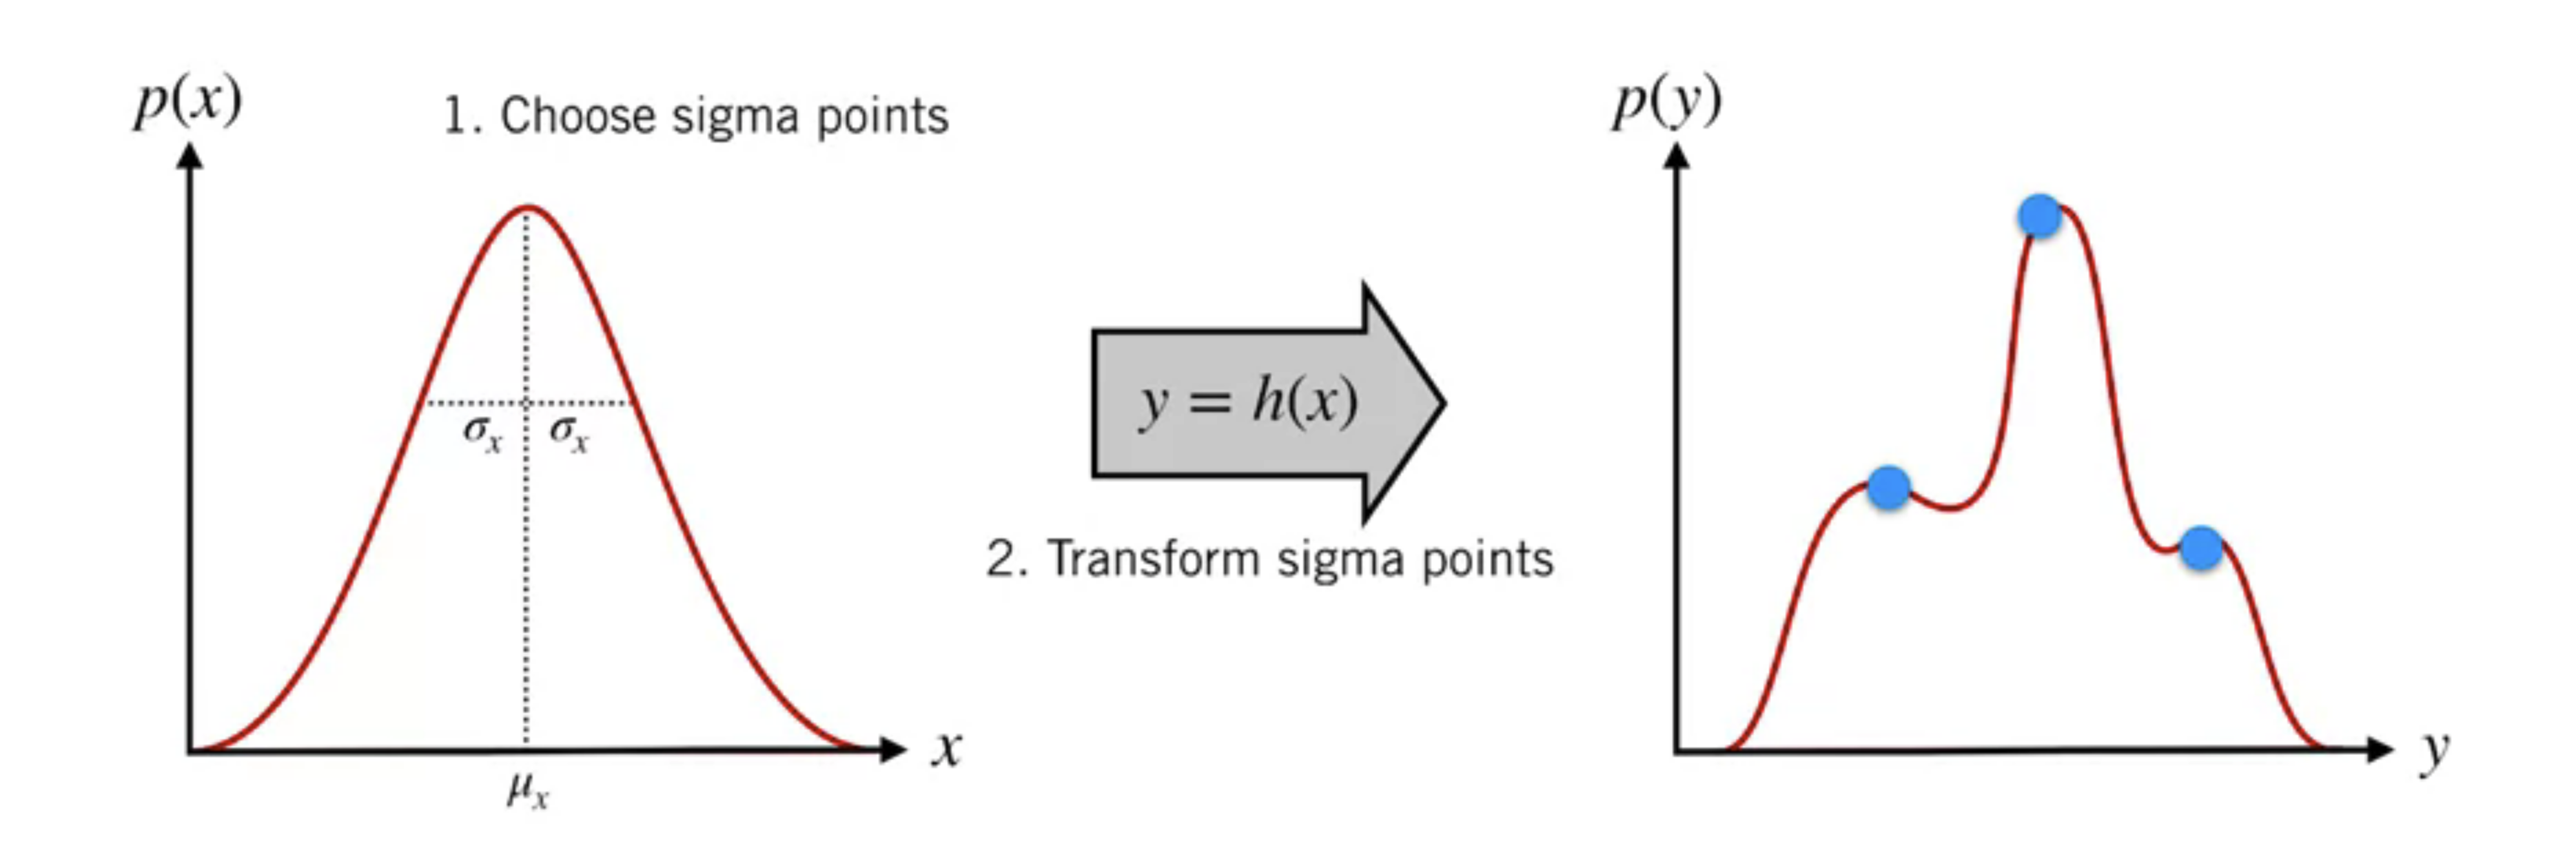 p(x)
1. Choose sigma points
σₓ σₓ
μₓ
x
y = h(x)
2. Transform sigma points
p(y)
y